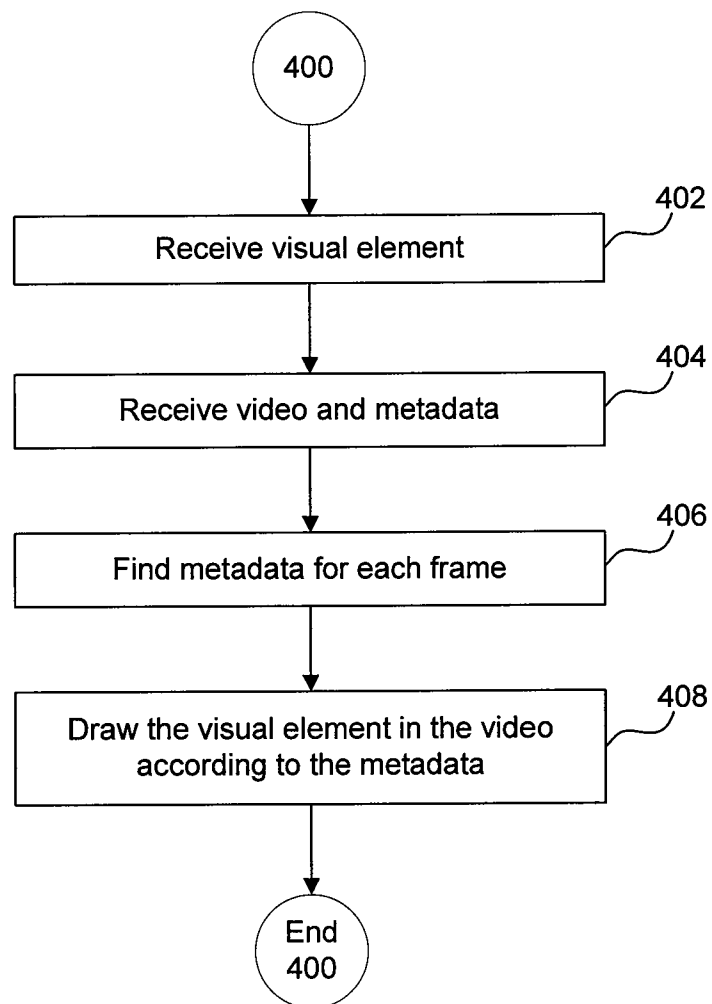 400
402
Receive visual element
404
Receive video and metadata
406
Find metadata for each frame
408
Draw the visual element in the video
according to the metadata
End
400